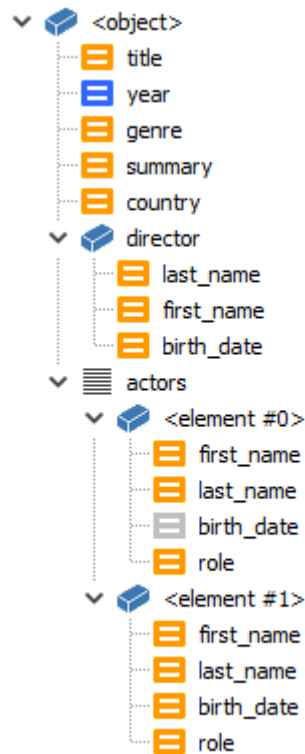 <object>
title
year
genre
summary
country
director
last_name
first_name
birth_date
actors
<element #0>
first_name
last_name
birth_date
role
<element #1>
first_name
last_name
birth_date
role